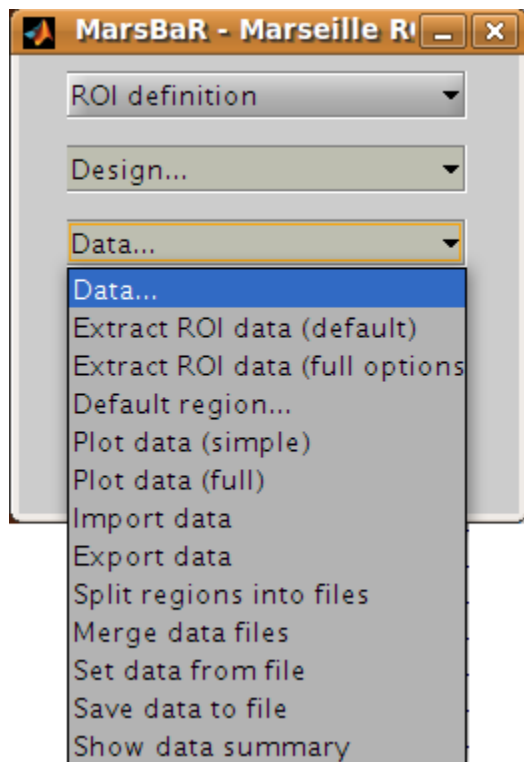 MarsBaR - Marseille R
ROI definition
Design...
Data...
Data...
Extract ROI data (default)
Extract ROI data (full options
Default region...
Plot data (simple)
Plot data (full)
Import data
Export data
Split regions into files
Merge data files
Set data from file
Save data to file
Show data summary